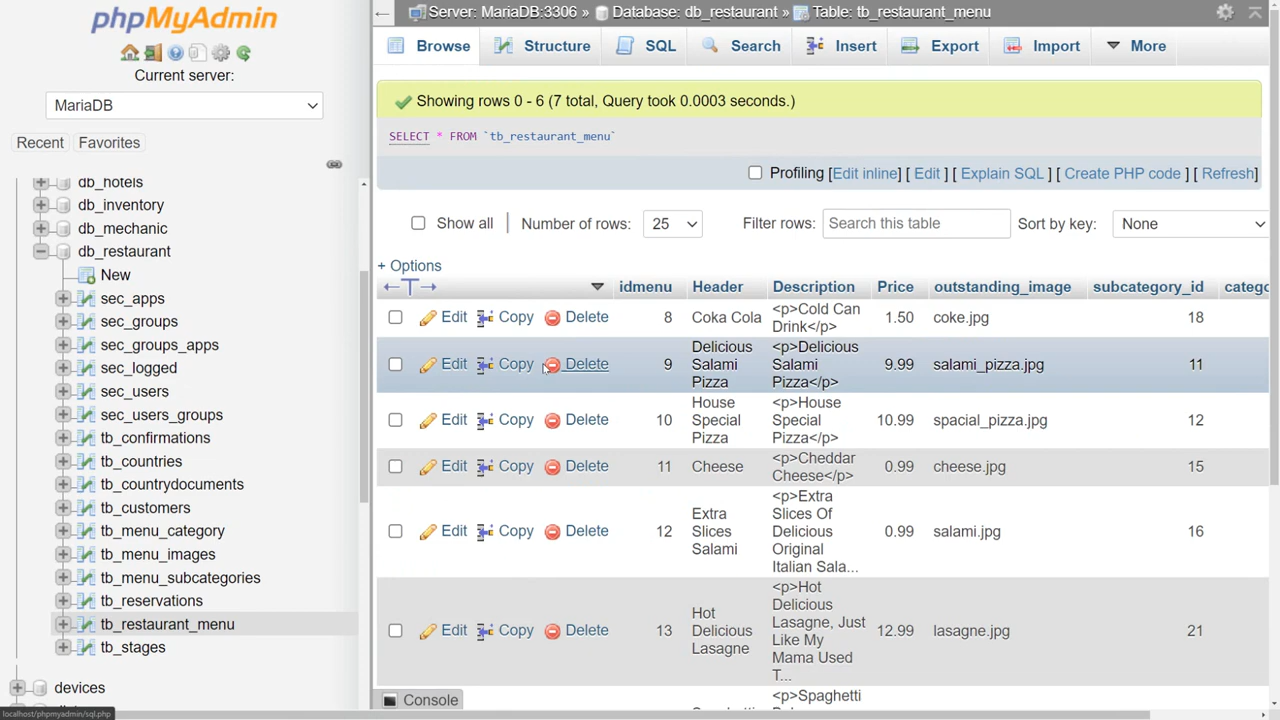 phpMyAdmin
Current server:
MariaDB
Recent Favorites
db_hotels
db_inventory
db_mechanic
db_restaurant
New
sec_apps
sec_groups
sec_groups_apps
sec_logged
sec_users
sec_users_groups
tb_confirmations
tb_countries
tb_countrydocuments
tb_customers
tb_menu_category
tb_menu_images
tb_menu_subcategories
tb_reservations
tb_restaurant_menu
tb_stages
devices
localhost/phpmyadmin/sql.php
Server: MariaDB:3306 » Database: db_restaurant » Table: tb_restaurant_menu
Browse Structure SQL Search Insert Export Import More
Showing rows 0 - 6 (7 total, Query took 0.0003 seconds.)
SELECT * FROM `tb_restaurant_menu`
Profiling [Edit inline] [ Edit ] [ Explain SQL ] [ Create PHP code ] [ Refresh]
Show all Number of rows: 25 Filter rows: Search this table Sort by key: None
+ Options
←T→ idmenu Header Description Price outstanding_image subcategory_id catego
Edit Copy Delete 8 Coka Cola <p>Cold Can
Drink</p> 1.50 coke.jpg 18
Edit Copy Delete 9 Delicious
Salami
Pizza <p>Delicious
Salami
Pizza</p> 9.99 salami_pizza.jpg 11
Edit Copy Delete 10 House
Special
Pizza <p>House
Special
Pizza</p> 10.99 spacial_pizza.jpg 12
Edit Copy Delete 11 Cheese <p>Cheddar
Cheese</p> 0.99 cheese.jpg 15
Edit Copy Delete 12 Extra
Slices
Salami <p>Extra
Slices Of
Delicious
Original
Italian Sala... 0.99 salami.jpg 16
Edit Copy Delete 13 Hot
Delicious
Lasagne <p>Hot
Delicious
Lasagne, Just
Like My
Mama Used
T... 12.99 lasagne.jpg 21
<p>Spaghetti
Console